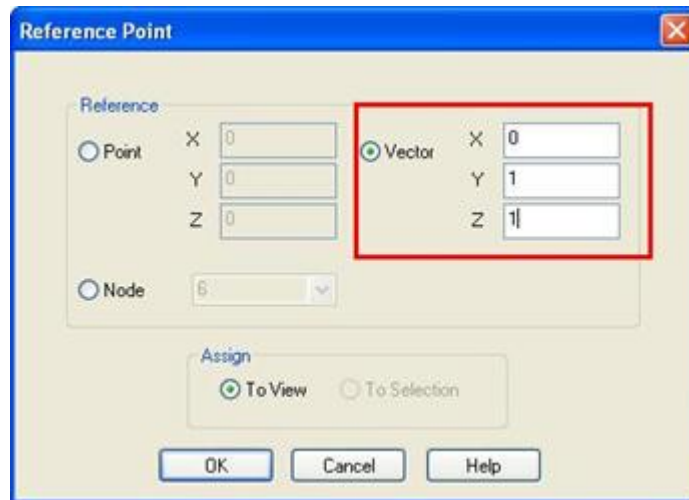 Reference Point
Reference
Point X 0 Vector X 0
Y 0 Y 1
Z 0 Z 1
Node 6
Assign
To View To Selection
OK Cancel Help